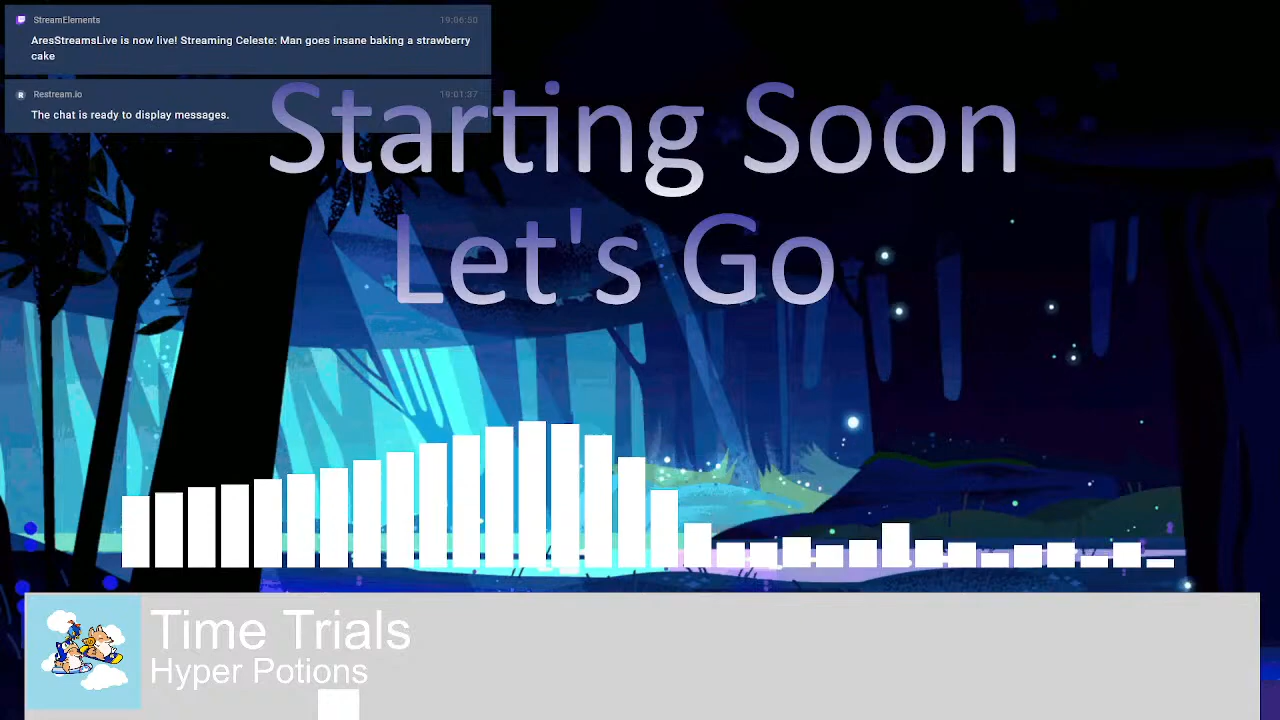 StreamElements 19:06:50
AresStreamsLive is now live! Streaming Celeste: Man goes insane baking a strawberry
cake
Restream.io 19:01:37
The chat is ready to display messages.
Starting Soon
Let's Go
Time Trials
Hyper Potions